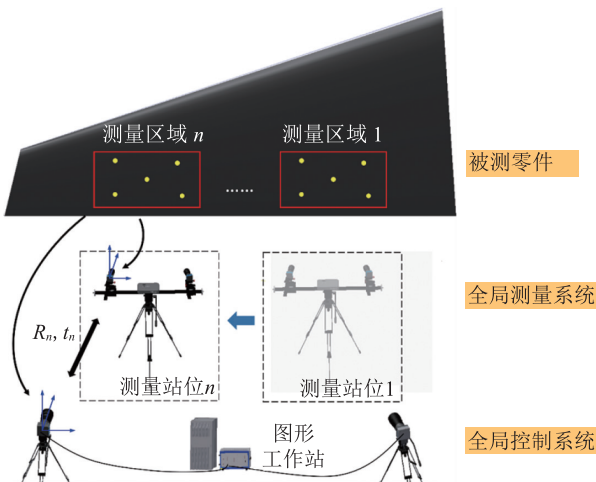 测量区域 n
测量区域 1
……
被测零件
全局测量系统
Rn, tn
测量站位n
测量站位1
图形
工作站
全局控制系统